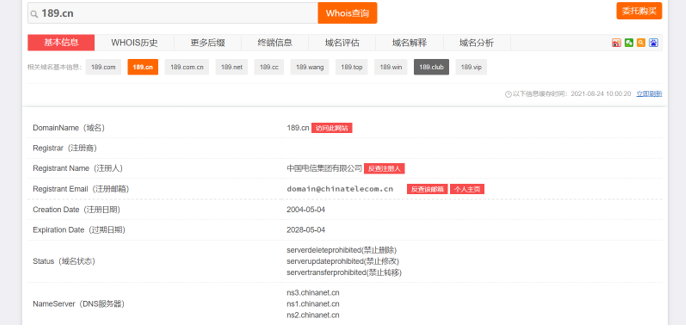 189.cn
Whois查询
委托购买
基本信息 WHOIS历史 更多后缀 终端信息 域名评估 域名解释 域名分析
相关域名基本信息: 189.com 189.cn 189.com.cn 189.net 189.cc 189.wang 189.top 189.win 189.club 189.vip
以下信息缓存时间: 2021-08-24 10:00:20 立即刷新
DomainName（域名） 189.cn 访问此网站
Registrar（注册商）
Registrant Name（注册人） 中国电信集团有限公司 反查注册人
Registrant Email（注册邮箱） domain@chinatelecom.cn 反查该邮箱 个人主页
Creation Date（注册日期） 2004-05-04
Expiration Date（过期日期） 2028-05-04
Status（域名状态） serverdeleteprohibited(禁止删除)
serverupdateprohibited(禁止修改)
servertransferprohibited(禁止转移)
NameServer（DNS服务器） ns3.chinanet.cn
ns1.chinanet.cn
ns2.chinanet.cn